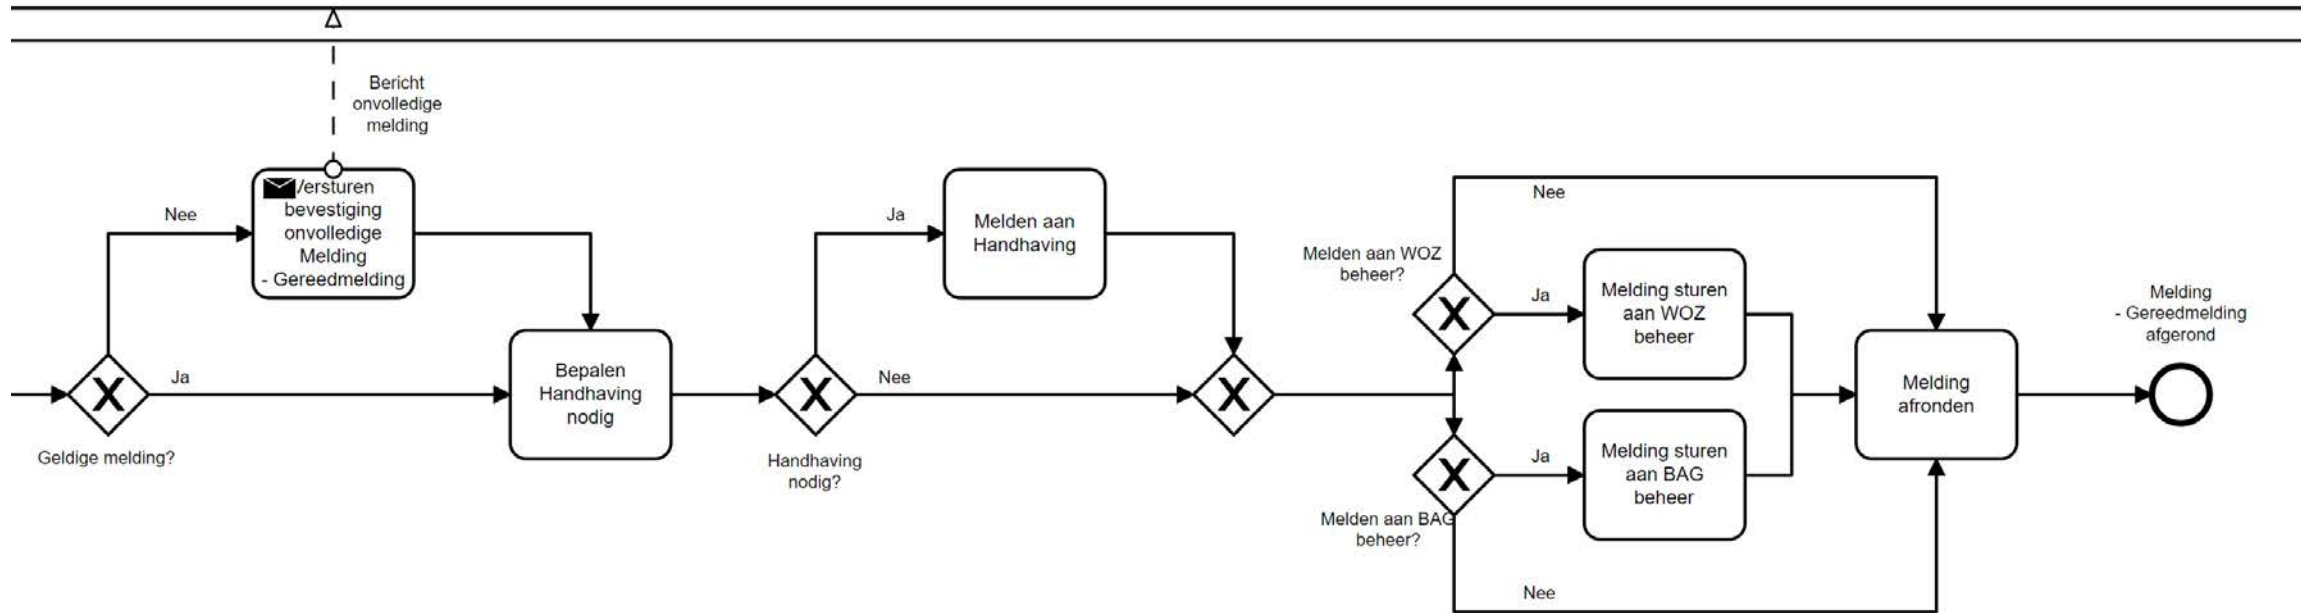 Bericht
onvolledige
melding
/ersturen
bevestiging
onvolledige
Melding
- Gereedmelding
Nee
Ja
Geldige melding?
Bepalen
Handhaving
nodig
Handhaving
nodig?
Ja
Nee
Melden aan
Handhaving
Melden aan WOZ
beheer?
Nee
Ja
Melding sturen
aan WOZ
beheer
Melden aan BAG
beheer?
Ja
Nee
Melding sturen
aan BAG
beheer
Melding
afronden
Melding
- Gereedmelding
afgerond